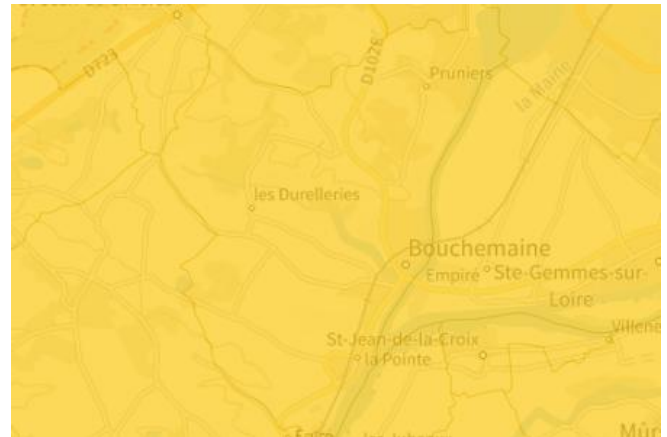 D723
D102E
Pruniers
la Maine
les Durelleries
Bouchemaine
Empiré
Ste-Gemmes-sur-
Loire
St-Jean-de-la-Croix
la Pointe